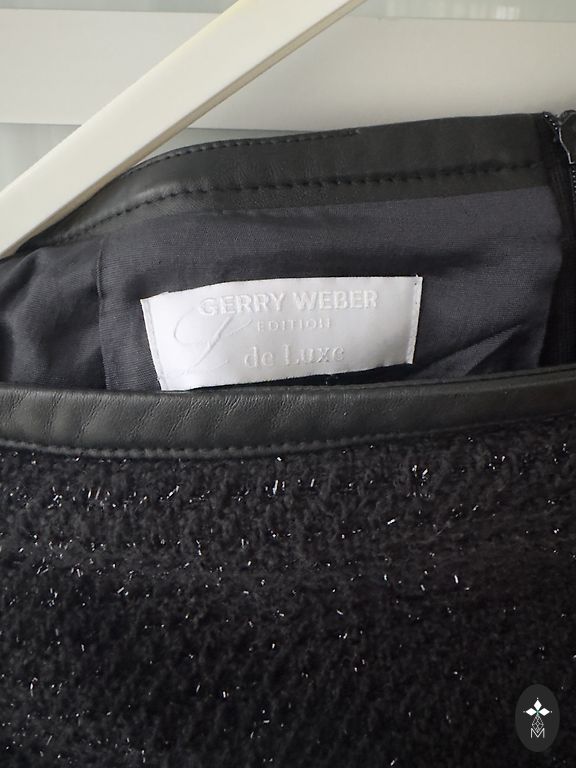 GERRY WEBER
EDITION
L
de Luxe
M